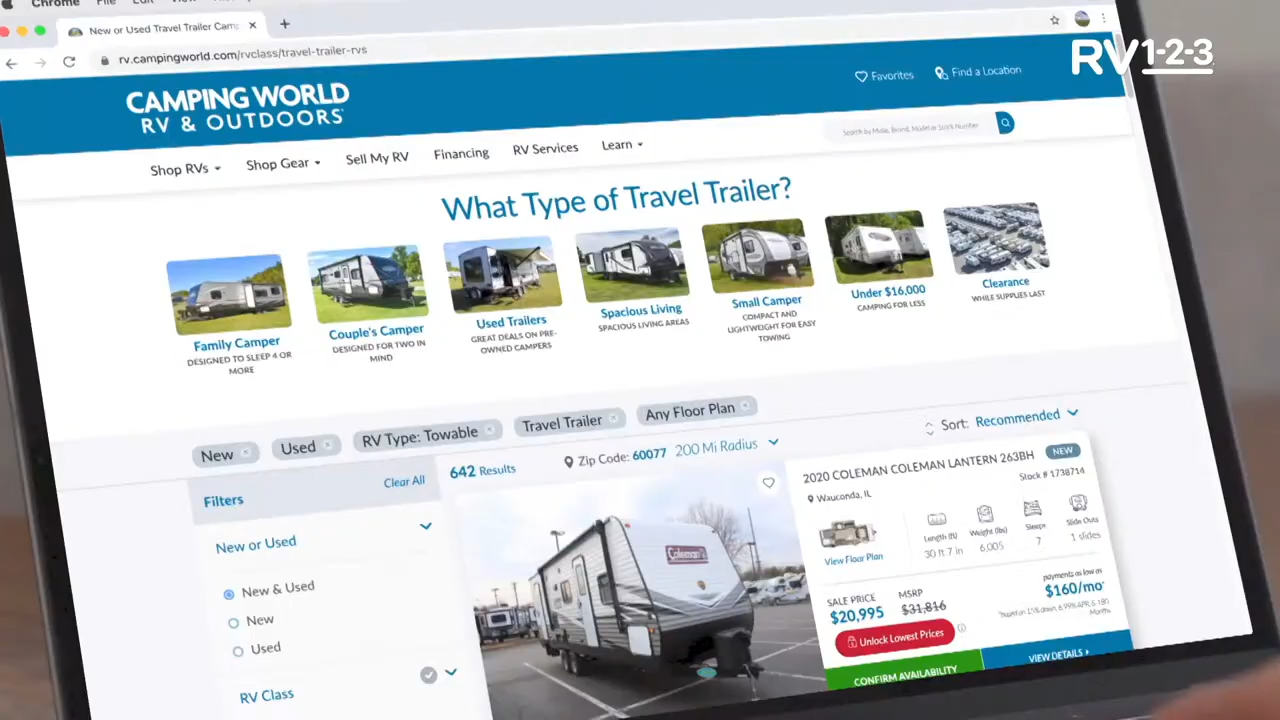 Chrome File Edit View
New or Used Travel Trailer Camp
rv.campingworld.com/rvclass/travel-trailer-rvs
RV 1-2-3
CAMPING WORLD
RV & OUTDOORS
Favorites
Find a Location
Search by Make, Brand, Model or Stock Number
Shop RVs
Shop Gear
Sell My RV
Financing
RV Services
Learn
What Type of Travel Trailer?
Family Camper
DESIGNED TO SLEEP 4 OR
MORE
Couple's Camper
DESIGNED FOR TWO IN
MIND
Used Trailers
GREAT DEALS ON PRE-
OWNED CAMPERS
Spacious Living
SPACIOUS LIVING AREAS
Small Camper
COMPACT AND
LIGHTWEIGHT FOR EASY
TOWING
Under $16,000
CAMPING FOR LESS
Clearance
WHILE SUPPLIES LAST
New
Used
RV Type: Towable
Travel Trailer
Any Floor Plan
Filters
Clear All
642 Results
Zip Code: 60077 200 Mi Radius
Sort: Recommended
New or Used
New & Used
New
Used
RV Class
Coleman
2020 COLEMAN COLEMAN LANTERN 263BH
NEW
Wauconda, IL
Stock # 1738714
View Floor Plan
Length (ft)
30 ft 7 in
Weight (lbs)
6,005
Sleeps
7
Slide Outs
1 slides
SALE PRICE
$20,995
MSRP
$31,816
payments as low as
$160/mo*
Unlock Lowest Prices
CONFIRM AVAILABILITY
VIEW DETAILS